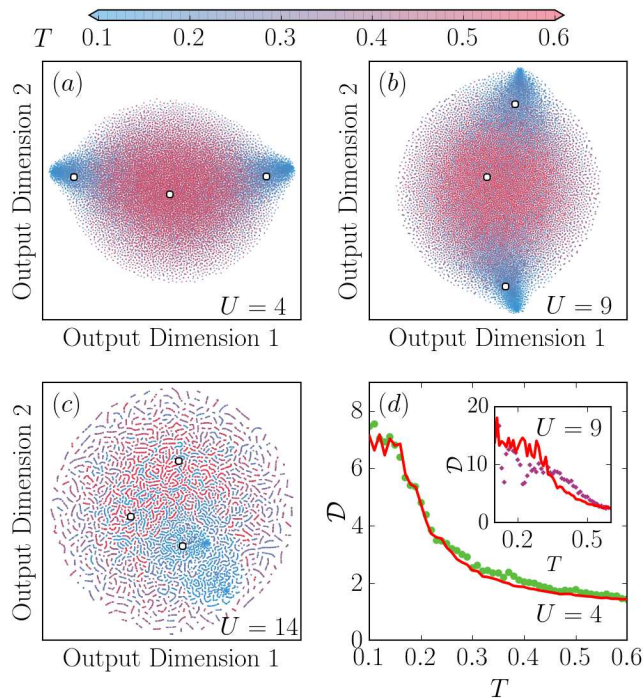 T 0.1 0.2 0.3 0.4 0.5 0.6
(a)
Output Dimension 2
U = 4
Output Dimension 1
(b)
Output Dimension 2
U = 9
Output Dimension 1
(c)
Output Dimension 2
U = 14
Output Dimension 1
(d)
8
6
4
2
0
𝒟
20
10
0
𝒟
U = 9
0.2 0.5
T
U = 4
0.1 0.2 0.3 0.4 0.5 0.6
T